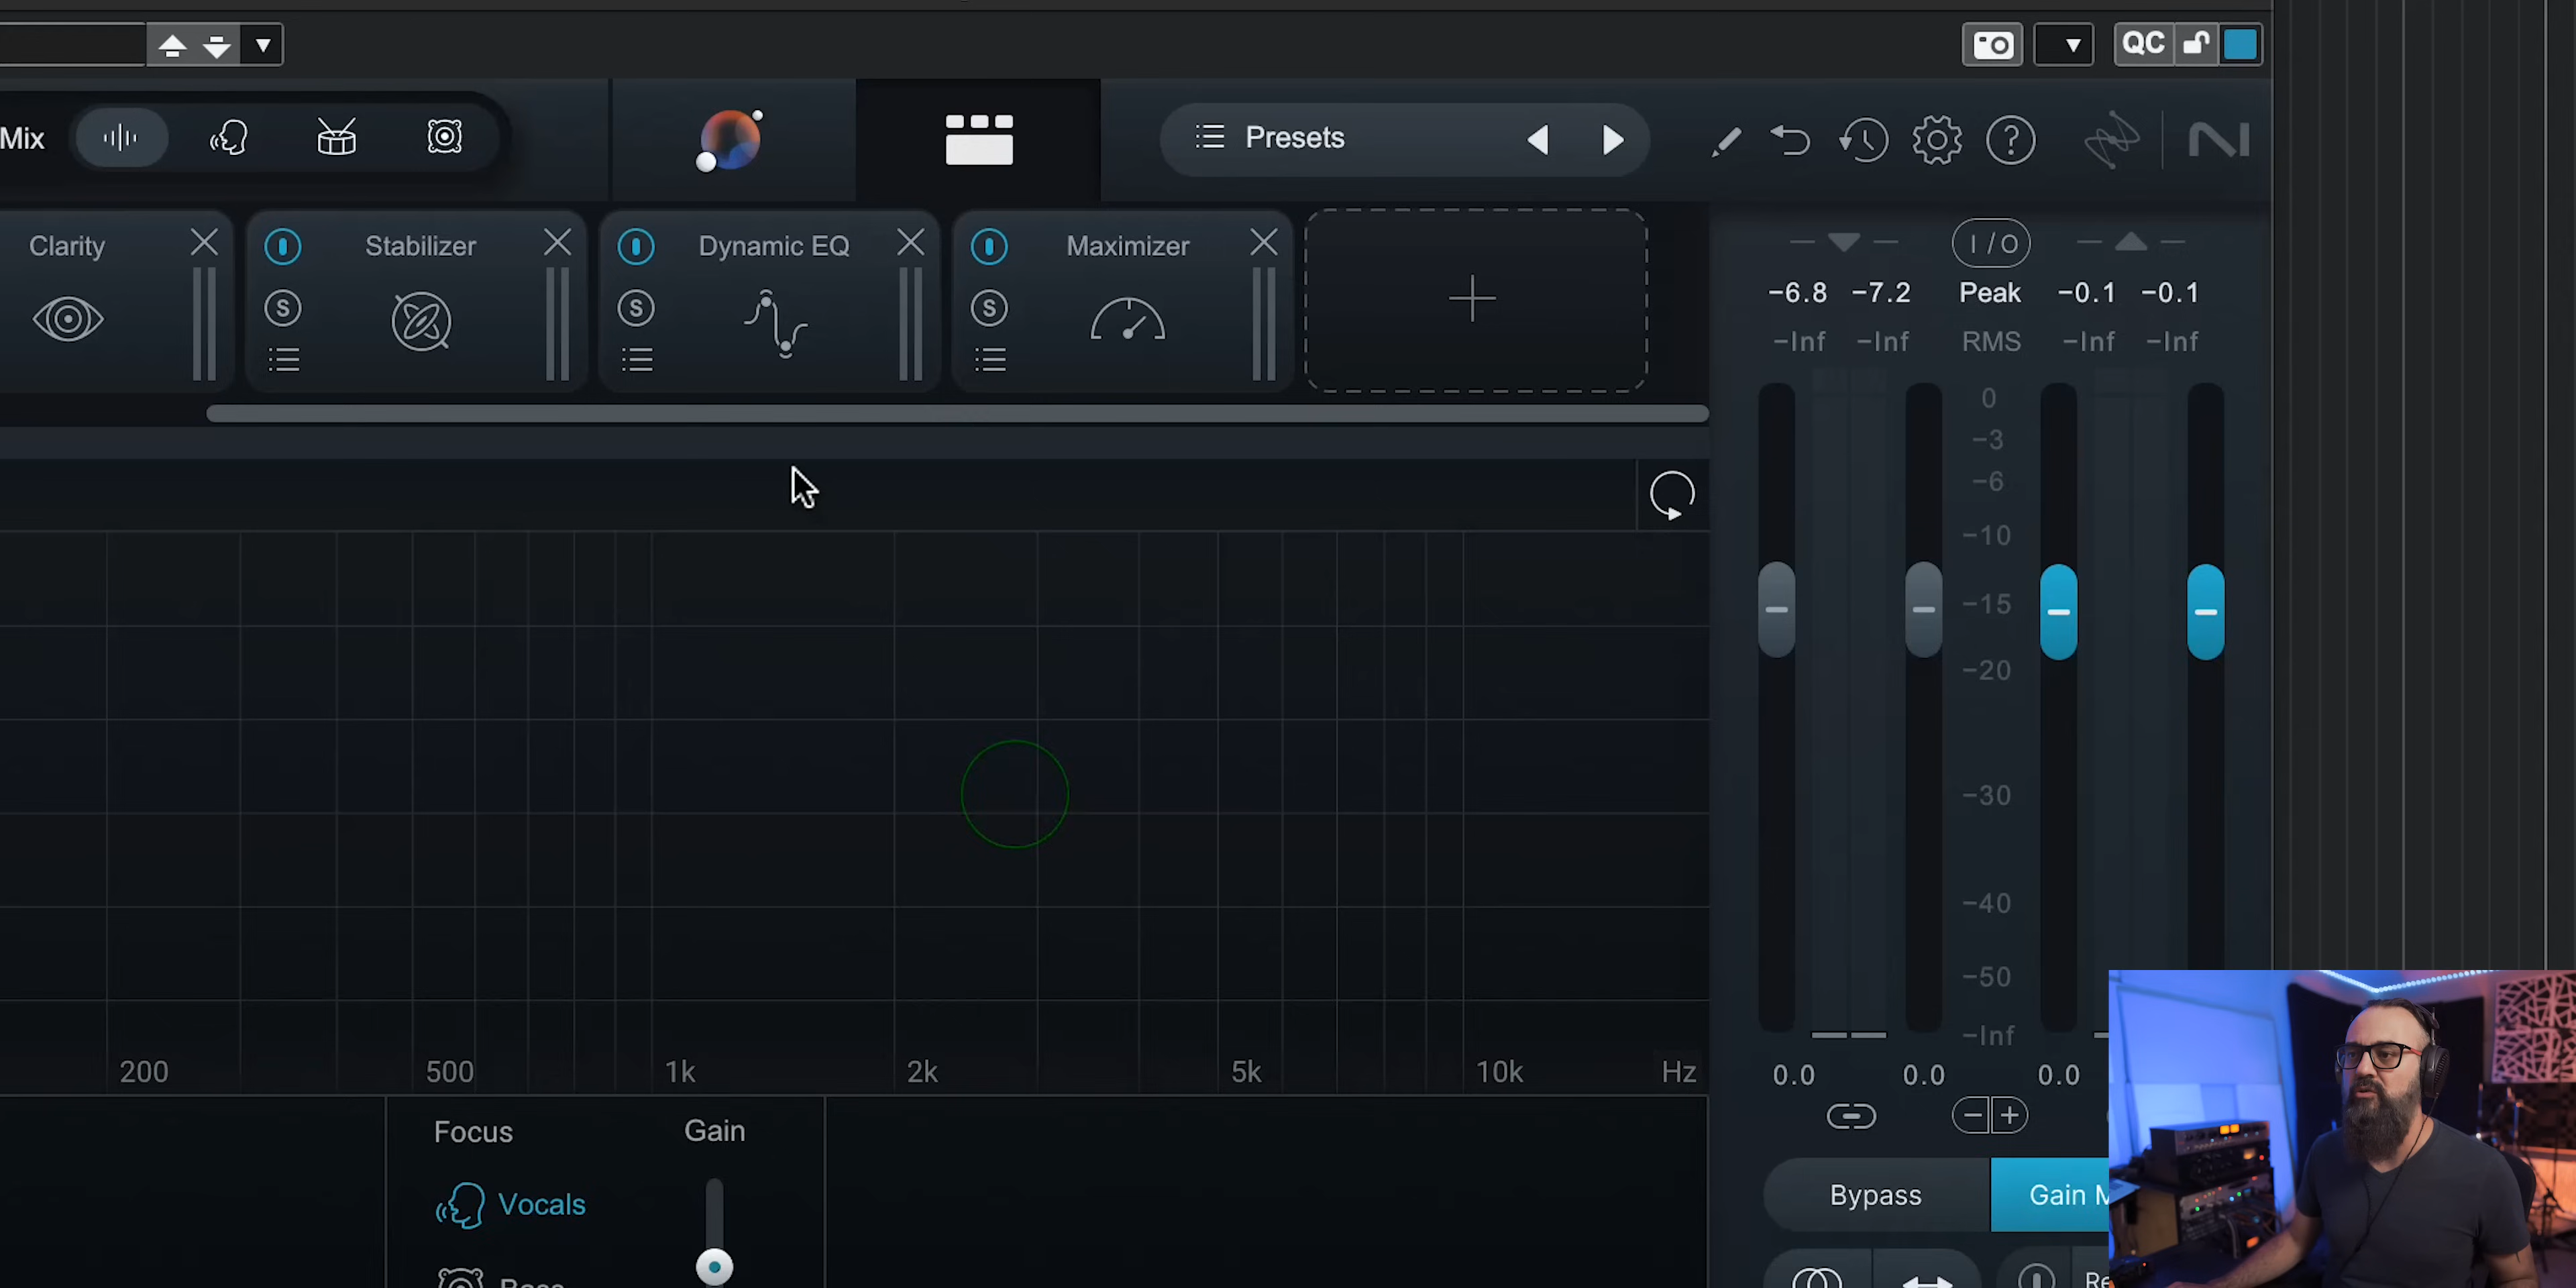 QC
Mix
Presets
Clarity
Stabilizer
Dynamic EQ
Maximizer
S
S
S
I / O
-6.8 -7.2 Peak -0.1 -0.1
-Inf -Inf RMS -Inf -Inf
0
-3
-6
-10
-15
-20
-30
-40
-50
-Inf
200 500 1k 2k 5k 10k Hz
0.0 0.0 0.0
Focus
Gain
Vocals
Bypass
Gain